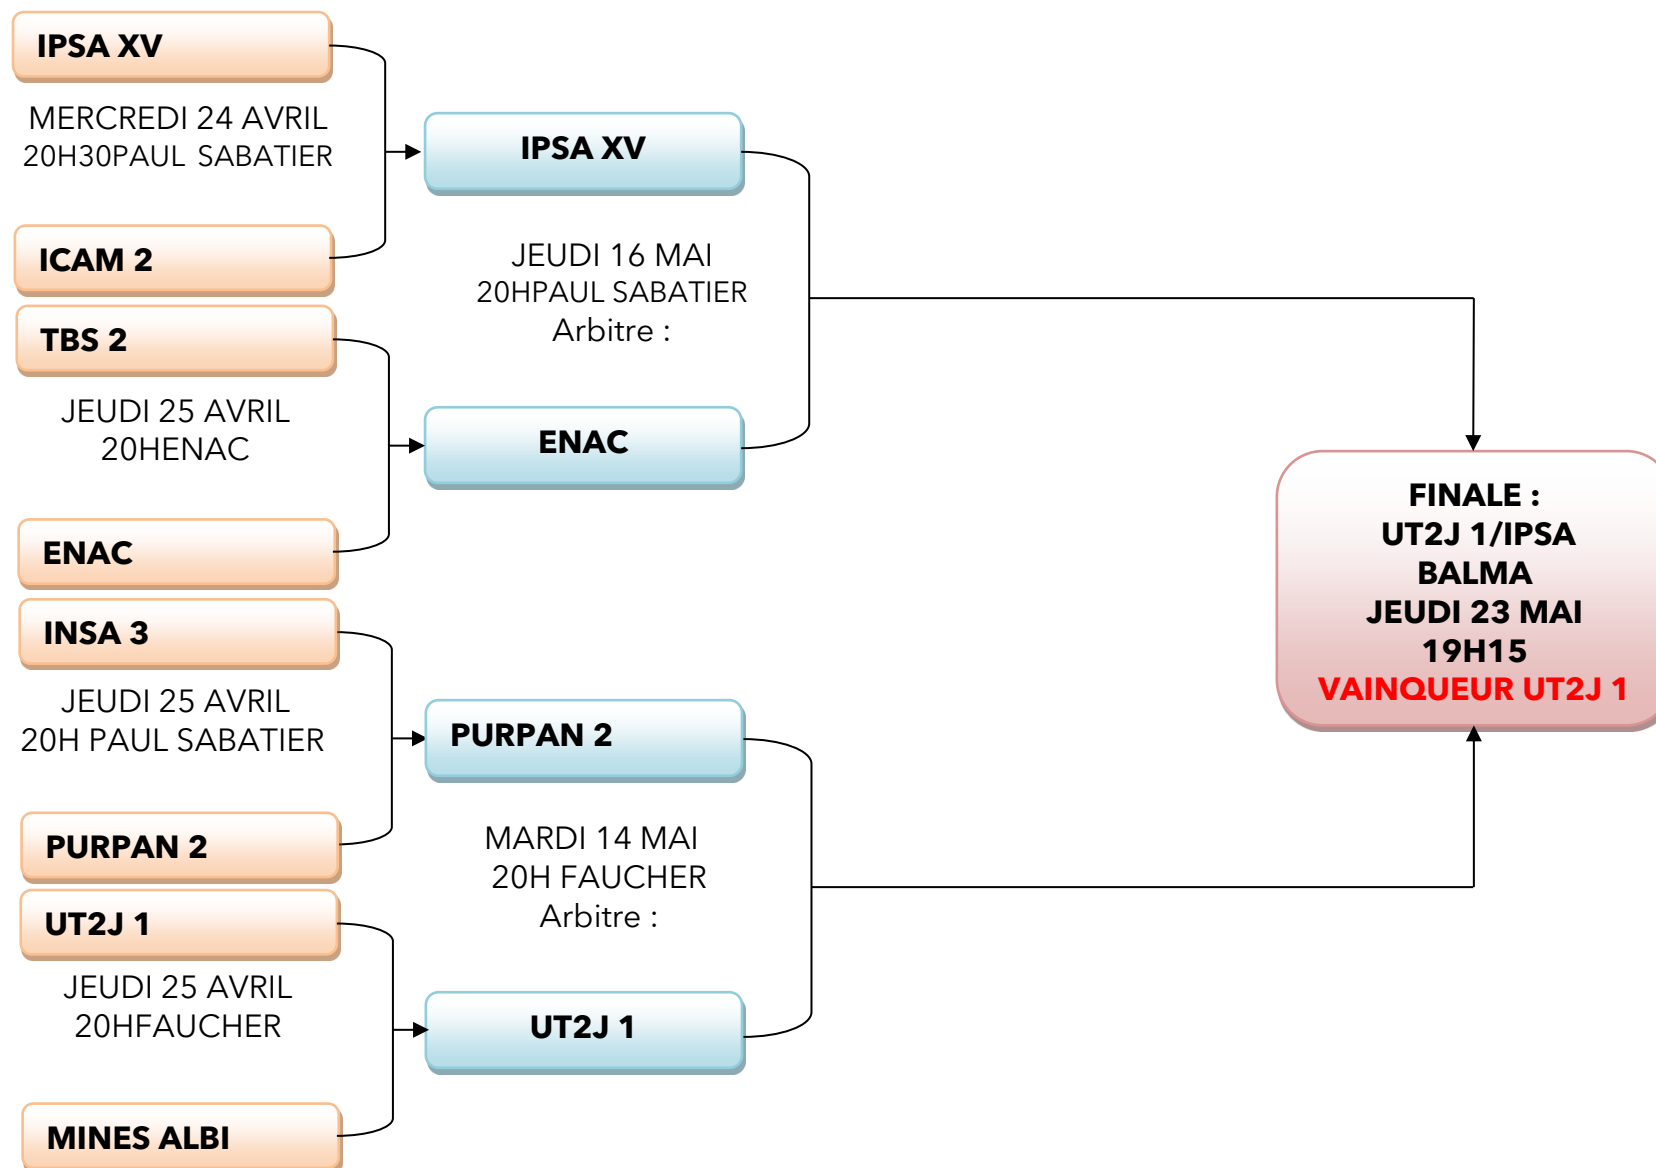 IPSA XV
MERCREDI 24 AVRIL
20H30PAUL SABATIER
ICAM 2
TBS 2
JEUDI 25 AVRIL
20HENAC
ENAC
INSA 3
JEUDI 25 AVRIL
20H PAUL SABATIER
PURPAN 2
UT2J 1
JEUDI 25 AVRIL
20HFAUCHER
MINES ALBI
IPSA XV
JEUDI 16 MAI
20HPAUL SABATIER
Arbitre :
ENAC
PURPAN 2
MARDI 14 MAI
20H FAUCHER
Arbitre :
UT2J 1
FINALE :
UT2J 1/IPSA
BALMA
JEUDI 23 MAI
19H15
VAINQUEUR UT2J 1